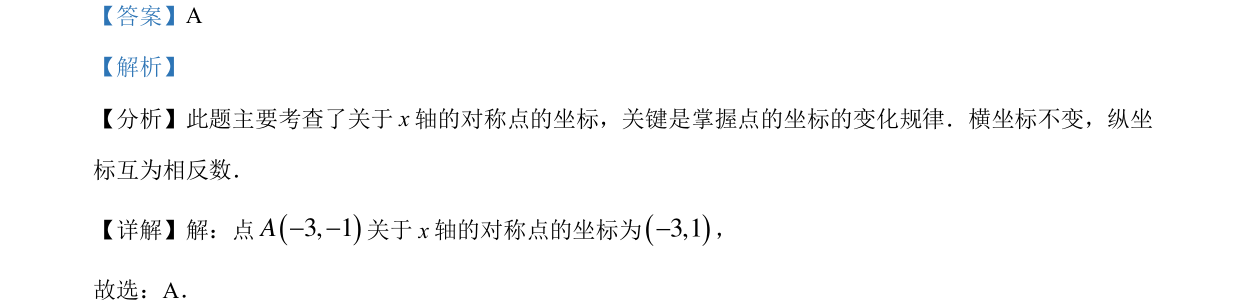 【答案】A
【解析】
【分析】此题主要考查了关于 x 轴的对称点的坐标，关键是掌握点的坐标的变化规律．横坐标不变，纵坐
标互为相反数．
【详解】解：点 A(−3,−1) 关于 x 轴的对称点的坐标为 (−3,1)，
故选：A．